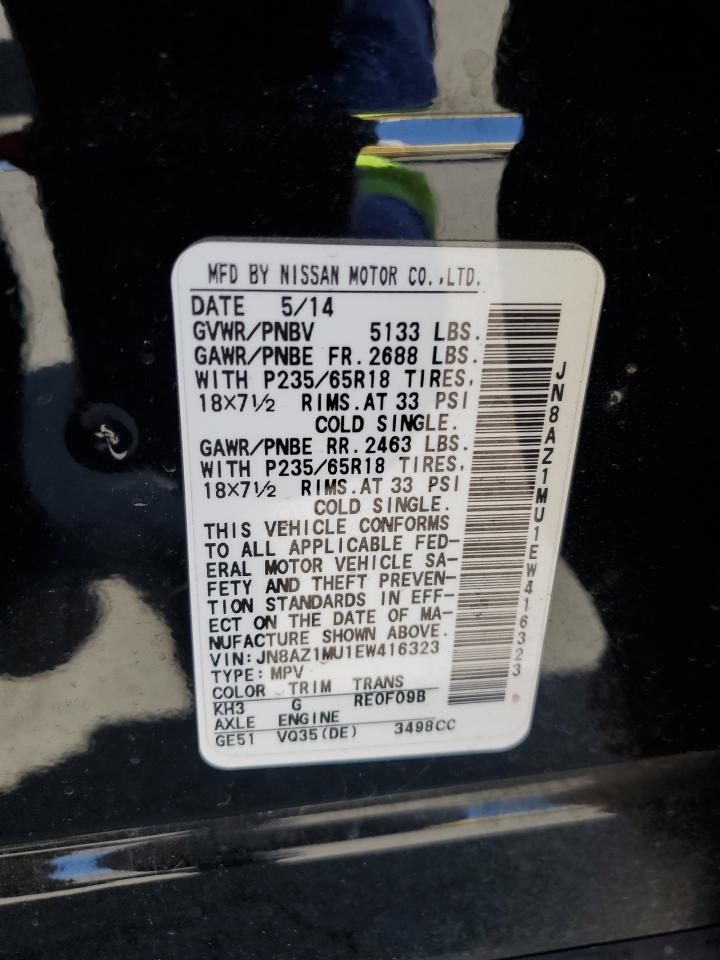 MFD BY NISSAN MOTOR CO.,LTD.
DATE 5/14
GVWR/PNBV 5133 LBS.
GAWR/PNBE FR.2688 LBS.
WITH P235/65R18 TIRES,
18×7½ RIMS.AT 33 PSI
COLD SINGLE.
GAWR/PNBE RR.2463 LBS.
WITH P235/65R18 TIRES,
18×7½ RIMS.AT 33 PSI
COLD SINGLE.
THIS VEHICLE CONFORMS
TO ALL APPLICABLE FED-
ERAL MOTOR VEHICLE SA-
FETY AND THEFT PREVEN-
TION STANDARDS IN EFF-
ECT ON THE DATE OF MA-
NUFACTURE SHOWN ABOVE.
VIN:JN8AZ1MU1EW416323
TYPE:MPV
COLOR TRIM TRANS
KH3 G RE0F09B
AXLE ENGINE
GE51 VQ35(DE) 3498CC
JN8AZ1MU1EW416323